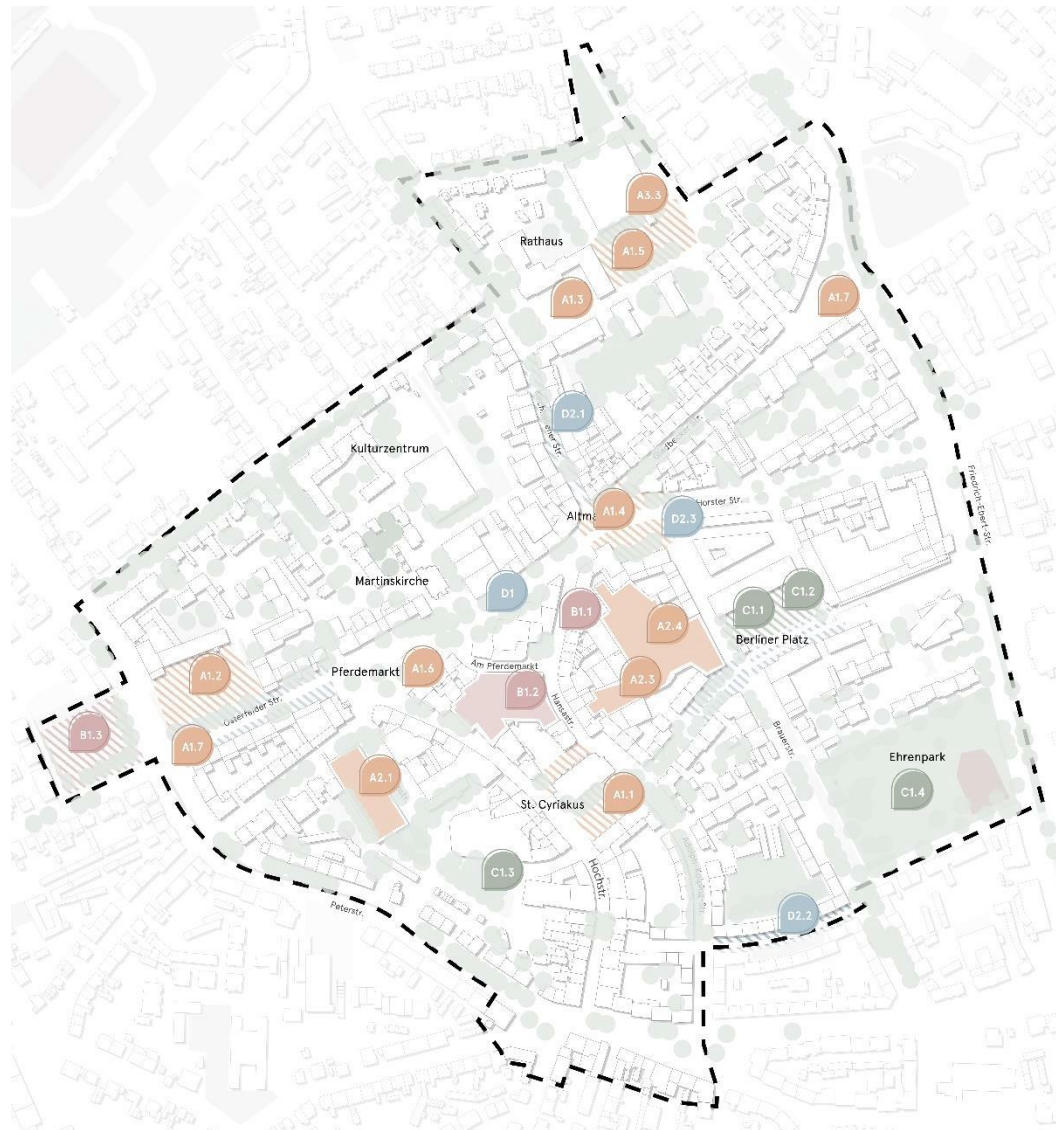 A3.3
Rathaus
A1.5
A1.3
A1.7
D2.1
Kulturzentrum
A1.4
Horster Str.
D2.3
Friedrich-Ebert-Str.
Martinskirche
D1
B1.1
C1.1
C1.2
A2.4
Berliner Platz
Am Pferdemarkt
Pferdemarkt
A1.6
A1.2
A2.3
B1.2
Hansastr.
Osterfelder Str.
B1.3
A1.7
Brauerstr.
Ehrenpark
A2.1
C1.4
A1.1
St. Cyriakus
C1.3
Hochstr.
Peterstr.
D2.2